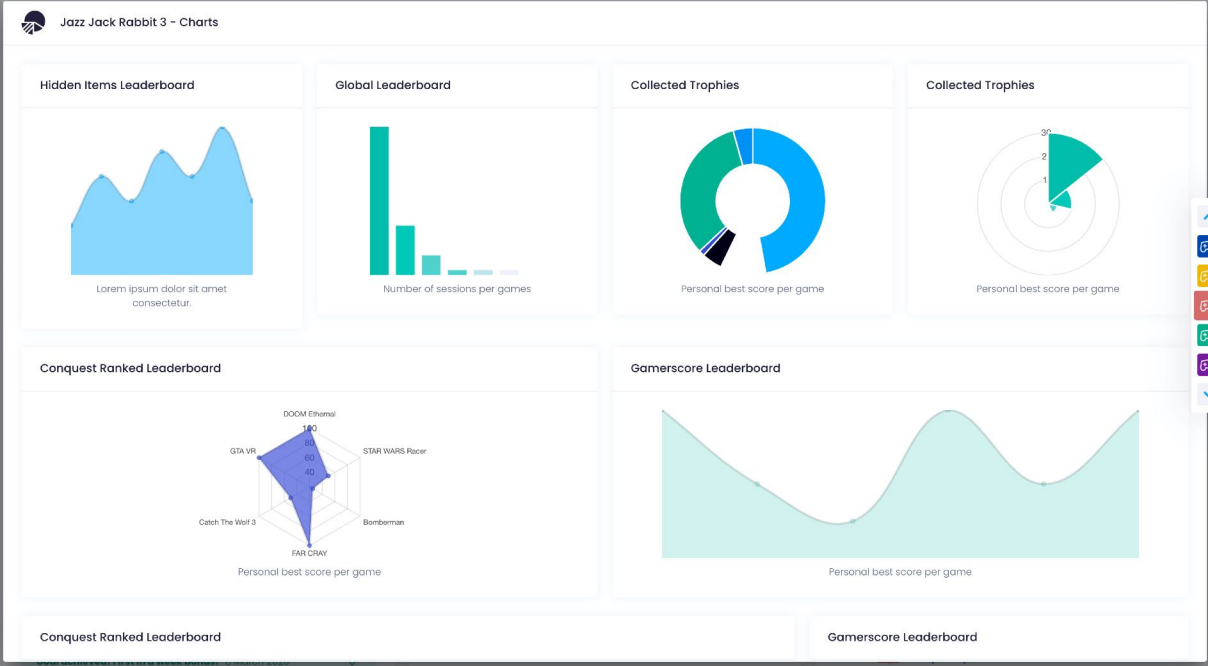 Jazz Jack Rabbit 3 - Charts
Hidden Items Leaderboard
Global Leaderboard
Collected Trophies
Collected Trophies
30
2
1
Lorem ipsum dolor sit amet
consectetur.
Number of sessions per games
Personal best score per game
Personal best score per game
Conquest Ranked Leaderboard
Gamerscore Leaderboard
DOOM Ethernal
100
80
60
40
GTA VR
STAR WARS Racer
Catch The Wolf 3
Bomberman
FAR CRAY
Personal best score per game
Personal best score per game
Conquest Ranked Leaderboard
Gamerscore Leaderboard